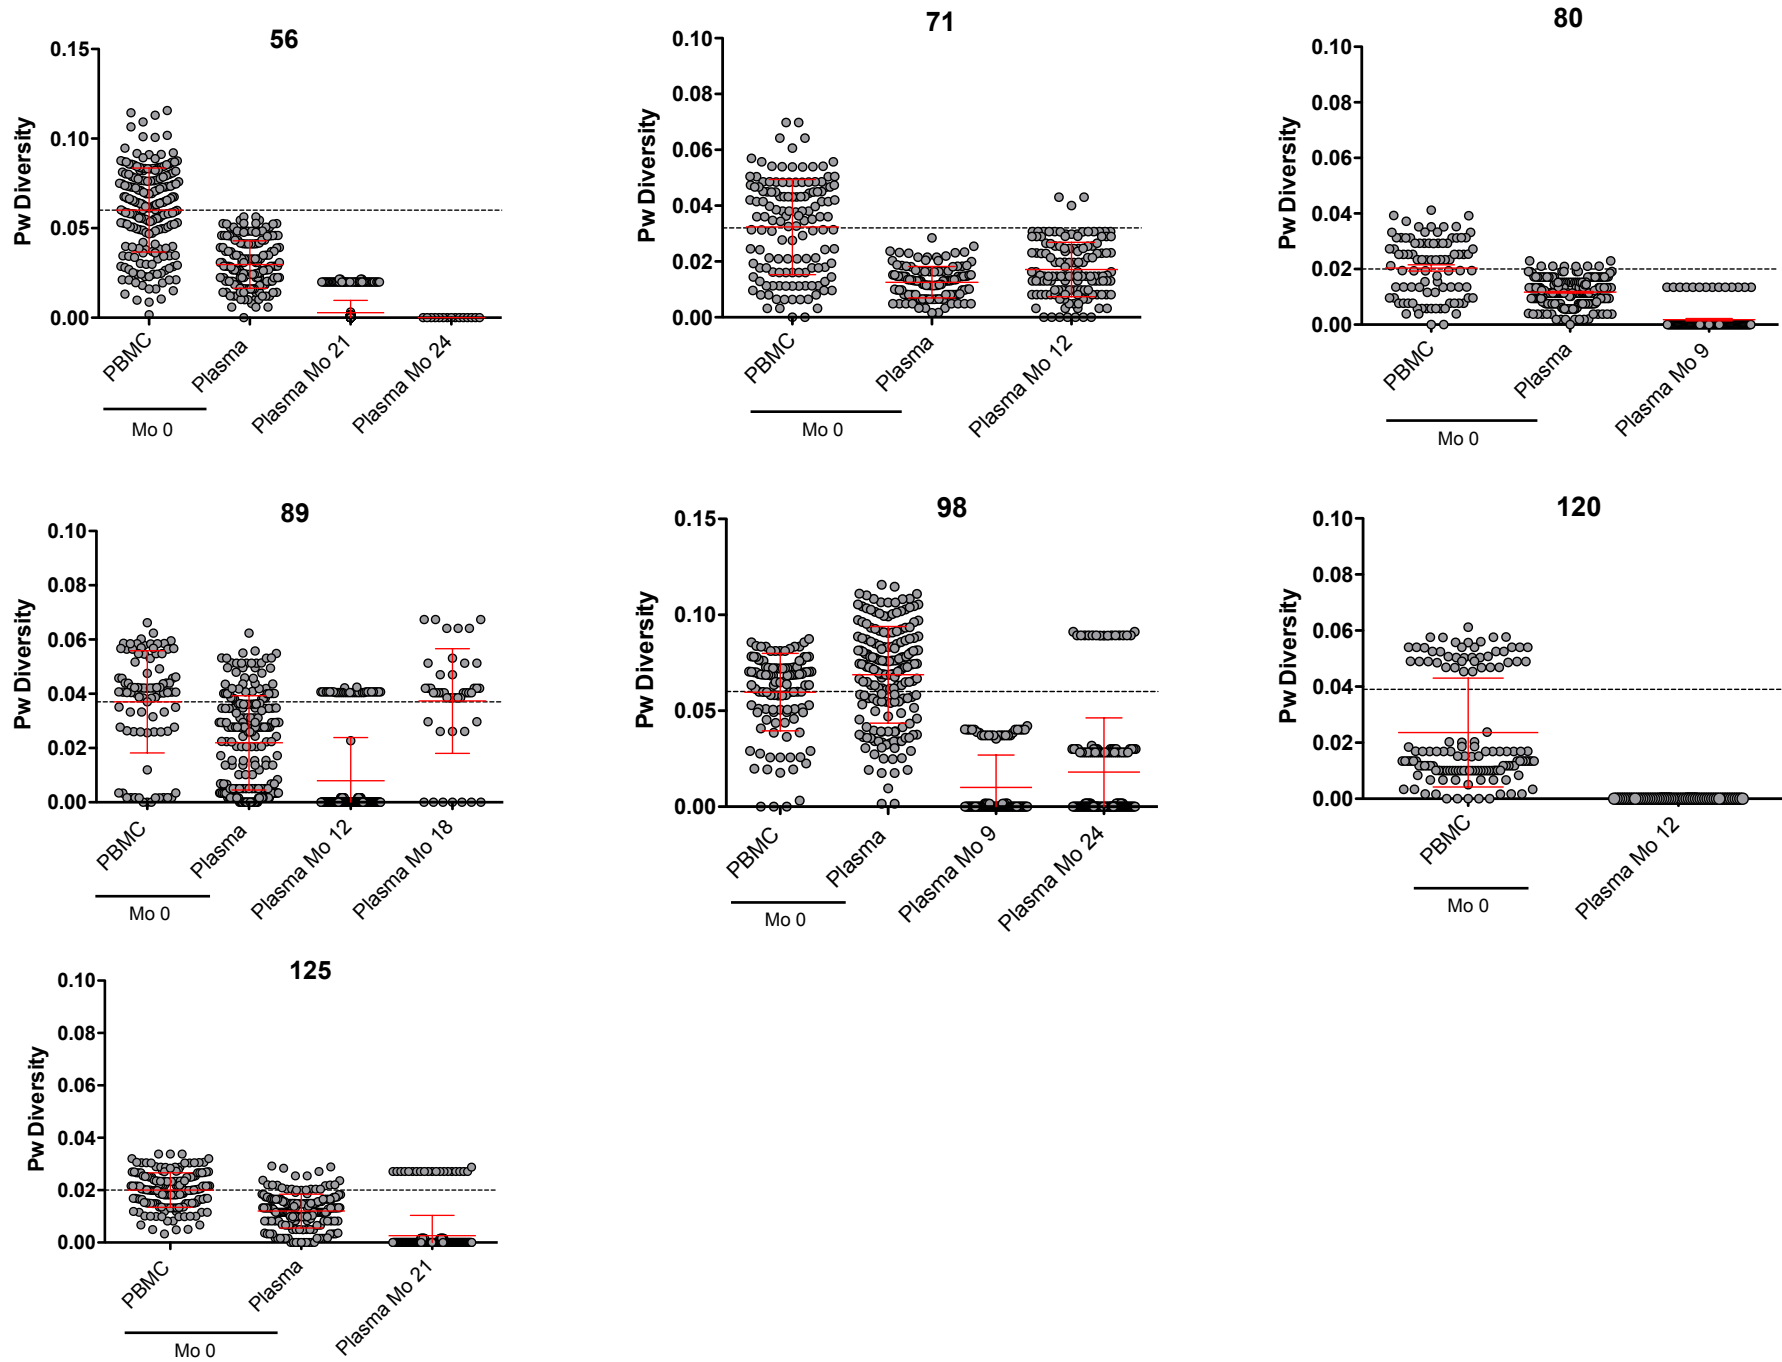 56
Pw Diversity
0.15
0.10
0.05
0.00
PBMC
Plasma
Plasma Mo 21
Plasma Mo 24
Mo 0
71
Pw Diversity
0.10
0.08
0.06
0.04
0.02
0.00
PBMC
Plasma
Plasma Mo 12
Mo 0
80
Pw Diversity
0.10
0.08
0.06
0.04
0.02
0.00
PBMC
Plasma
Plasma Mo 9
Mo 0
89
Pw Diversity
0.10
0.08
0.06
0.04
0.02
0.00
PBMC
Plasma
Plasma Mo 12
Plasma Mo 18
Mo 0
98
Pw Diversity
0.15
0.10
0.05
0.00
PBMC
Plasma
Plasma Mo 9
Plasma Mo 24
Mo 0
120
Pw Diversity
0.10
0.08
0.06
0.04
0.02
0.00
PBMC
Plasma Mo 12
Mo 0
125
Pw Diversity
0.10
0.08
0.06
0.04
0.02
0.00
PBMC
Plasma
Plasma Mo 21
Mo 0